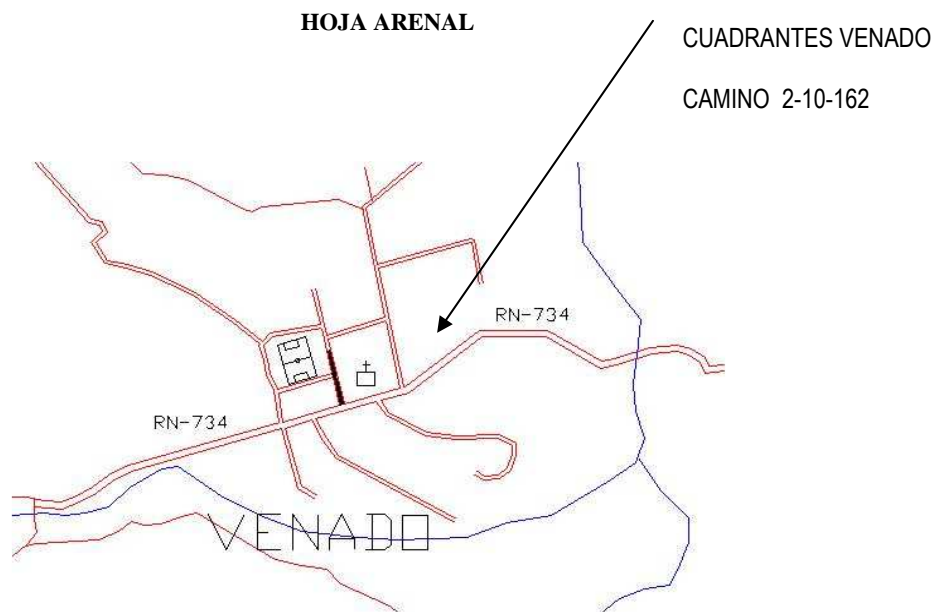 HOJA ARENAL
CUADRANTES VENADO
CAMINO 2-10-162
RN-734
RN-734
VENADO